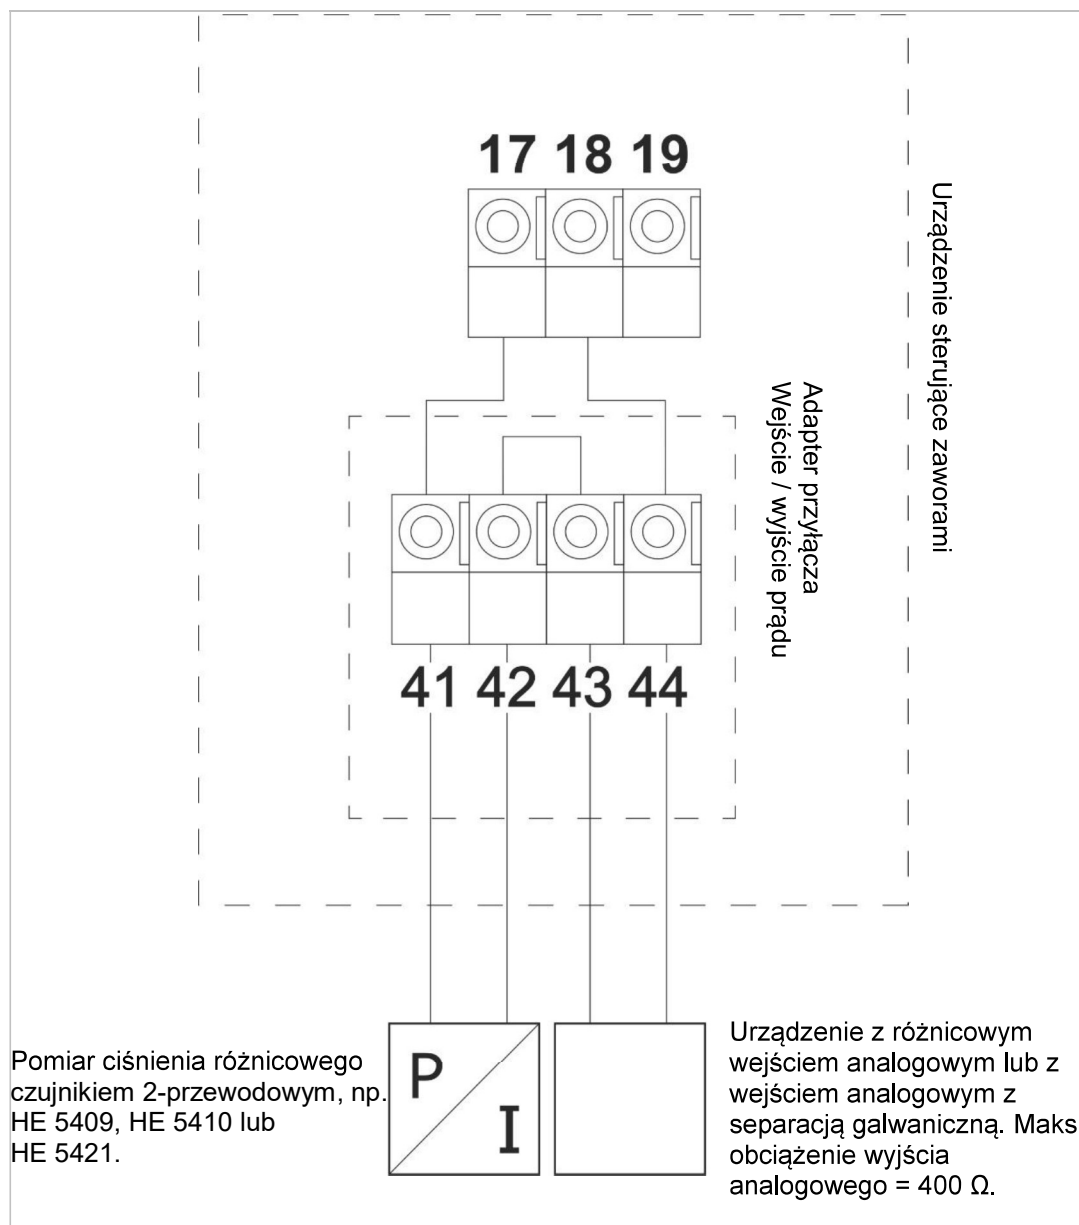 17 18 19
Urządzenie sterujące zaworami
Adapter przyłącza
Wejście / wyjście prądu
41 42 43 44
P
I
Pomiar ciśnienia różnicowego
czujnikiem 2-przewodowym, np.
HE 5409, HE 5410 lub
HE 5421.
Urządzenie z różnicowym
wejściem analogowym lub z
wejściem analogowym z
separacją galwaniczną. Maks
obciążenie wyjścia
analogowego = 400 Ω.